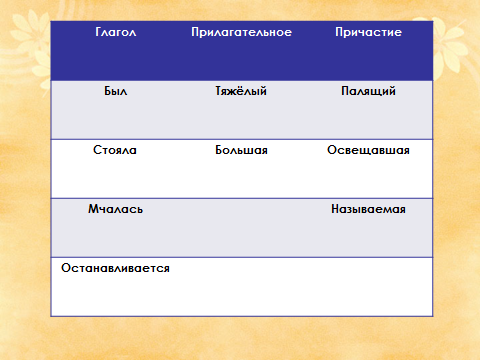 Глагол Прилагательное Причастие
Был Тяжёлый Палящий
Стояла Большая Освещавшая
Мчалась Называемая
Останавливается